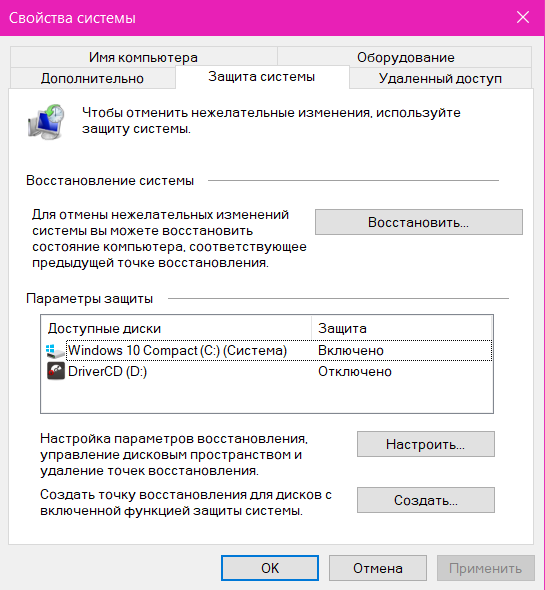 Свойства системы
Имя компьютера
Оборудование
Дополнительно
Защита системы
Удаленный доступ
Чтобы отменить нежелательные изменения, используйте
защиту системы.
Восстановление системы
Для отмены нежелательных изменений
системы вы можете восстановить
состояние компьютера, соответствующее
предыдущей точке восстановления.
Восстановить...
Параметры защиты
Доступные диски
Защита
Windows 10 Compact (C:) (Система)
Включено
DriverCD (D:)
Отключено
Настройка параметров восстановления,
управление дисковым пространством и
удаление точек восстановления.
Настроить...
Создать точку восстановления для дисков с
включенной функцией защиты системы.
Создать...
OK
Отмена
Применить